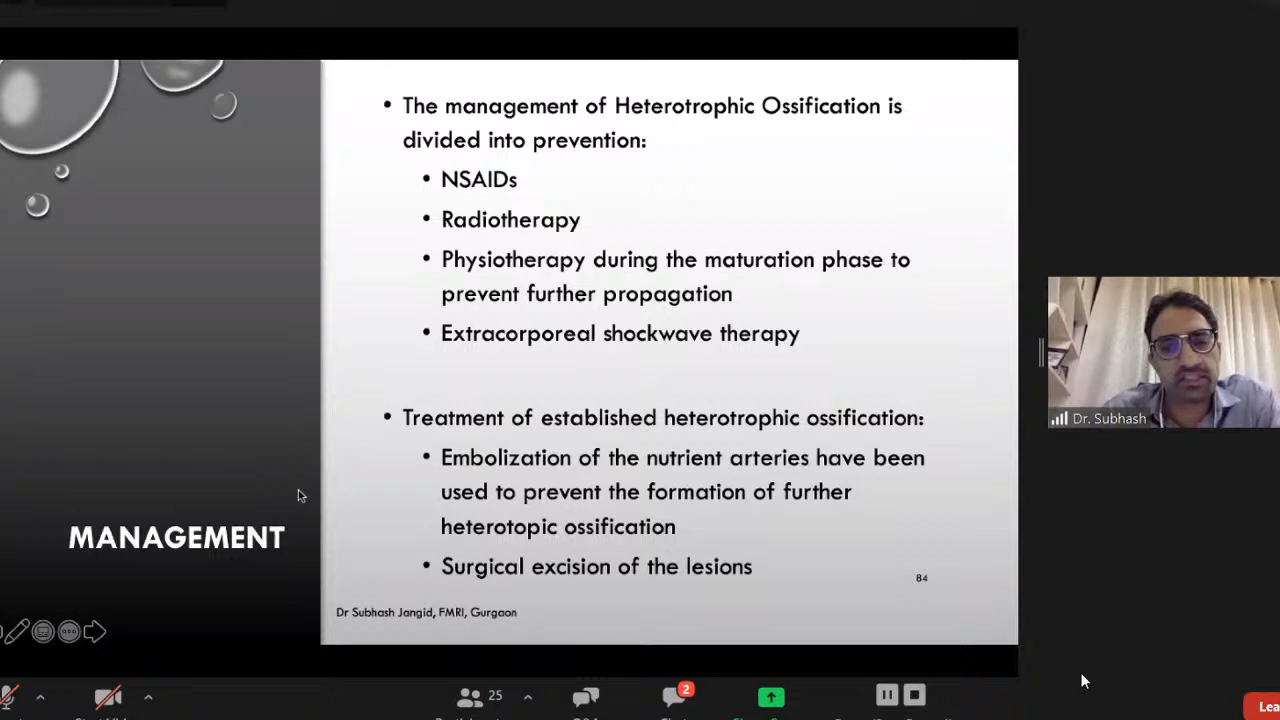 • The management of Heterotrophic Ossification is
divided into prevention:
• NSAIDs
• Radiotherapy
• Physiotherapy during the maturation phase to
prevent further propagation
• Extracorporeal shockwave therapy
• Treatment of established heterotrophic ossification:
• Embolization of the nutrient arteries have been
used to prevent the formation of further
heterotopic ossification
• Surgical excision of the lesions
84
MANAGEMENT
Dr Subhash Jangid, FMRI, Gurgaon
Dr. Subhash
25
2
Lea